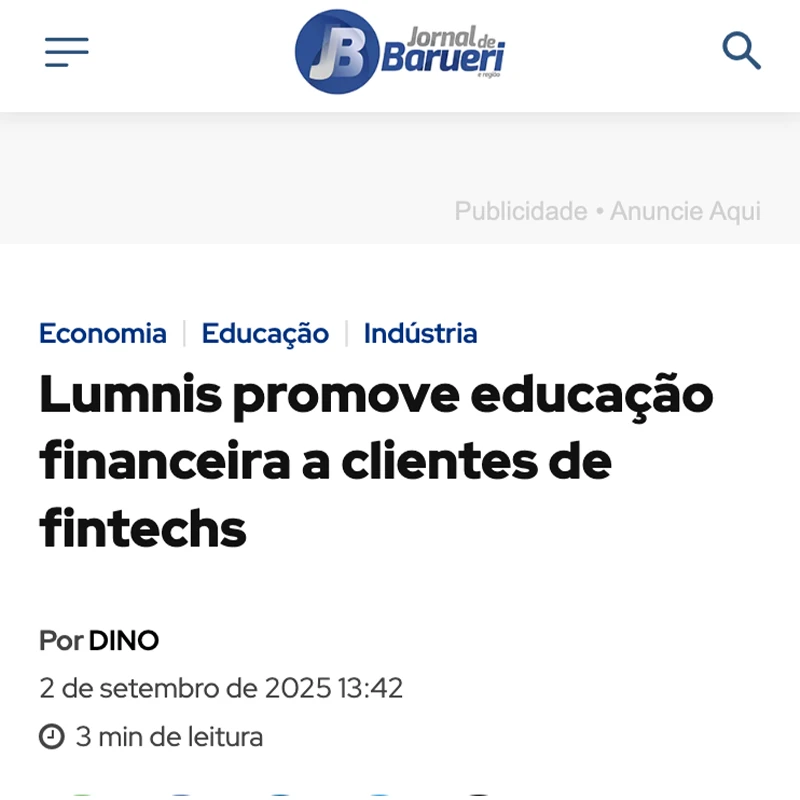 JB Jornal de
Barueri
e região
Publicidade • Anuncie Aqui
Economia | Educação | Indústria
Lumnis promove educação
financeira a clientes de
fintechs
Por DINO
2 de setembro de 2025 13:42
3 min de leitura